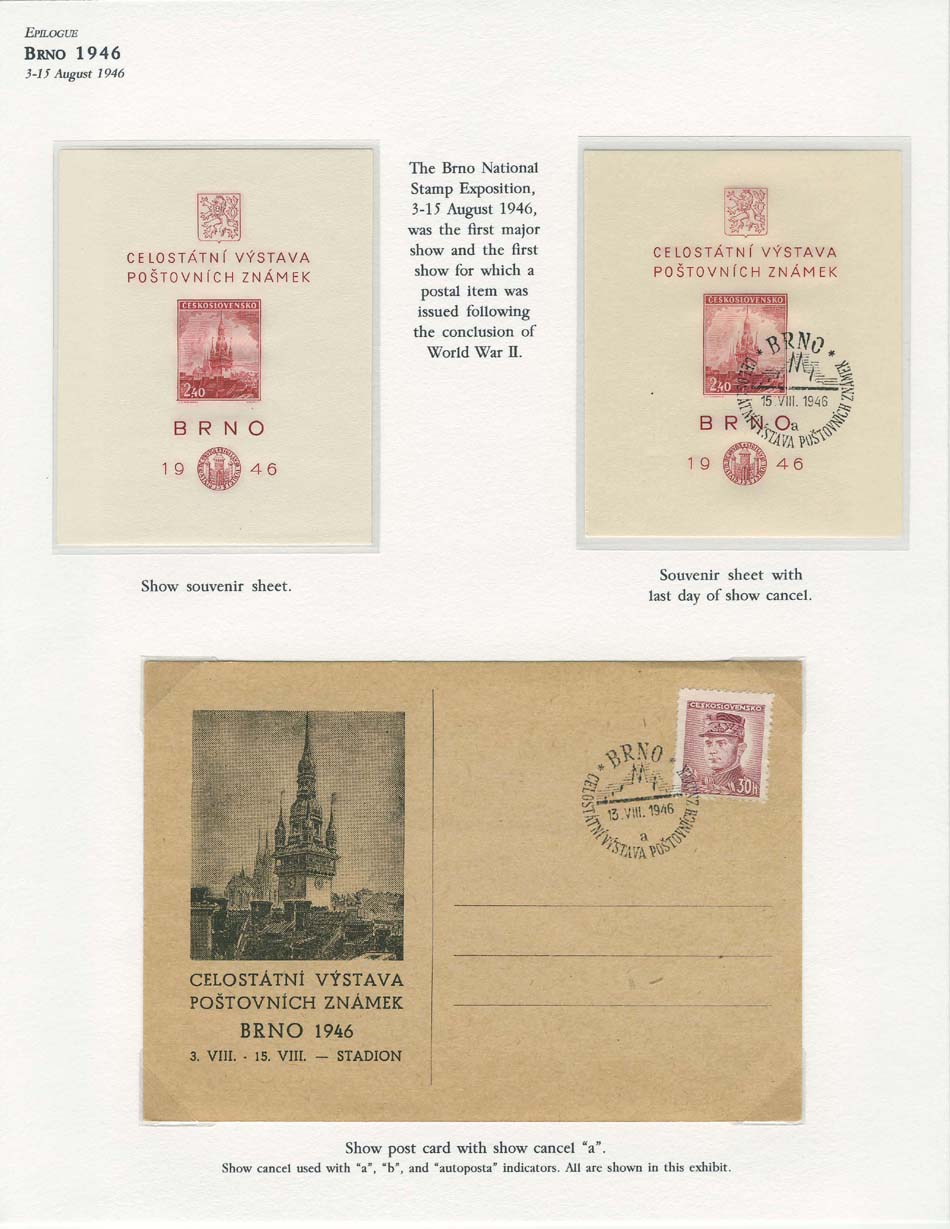 EPILOGUE
BRNO 1946
3-15 August 1946
CELOSTÁTNÍ VÝSTAVA
POŠTOVNÍCH ZNÁMEK
ČESKOSLOVENSKO
2,40
BRNO
19 46
Show souvenir sheet.
The Brno National
Stamp Exposition,
3-15 August 1946,
was the first major
show and the first
show for which a
postal item was
issued following
the conclusion of
World War II.
CELOSTÁTNÍ VÝSTAVA
POŠTOVNÍCH ZNÁMEK
ČESKOSLOVENSKO
2,40
* BRNO *
15.VIII.1946
a
CELOSTÁTNÍ VÝSTAVA POŠTOVNÍCH ZNÁMEK
BRNO
19 46
Souvenir sheet with
last day of show cancel.
CELOSTÁTNÍ VÝSTAVA
POŠTOVNÍCH ZNÁMEK
BRNO 1946
3. VIII. - 15. VIII. — STADION
ČESKOSLOVENSKO
30H
* BRNO *
13.VIII.1946
a
CELOSTÁTNÍ VÝSTAVA POŠTOVNÍCH ZNÁMEK
Show post card with show cancel "a".
Show cancel used with "a", "b", and "autoposta" indicators. All are shown in this exhibit.